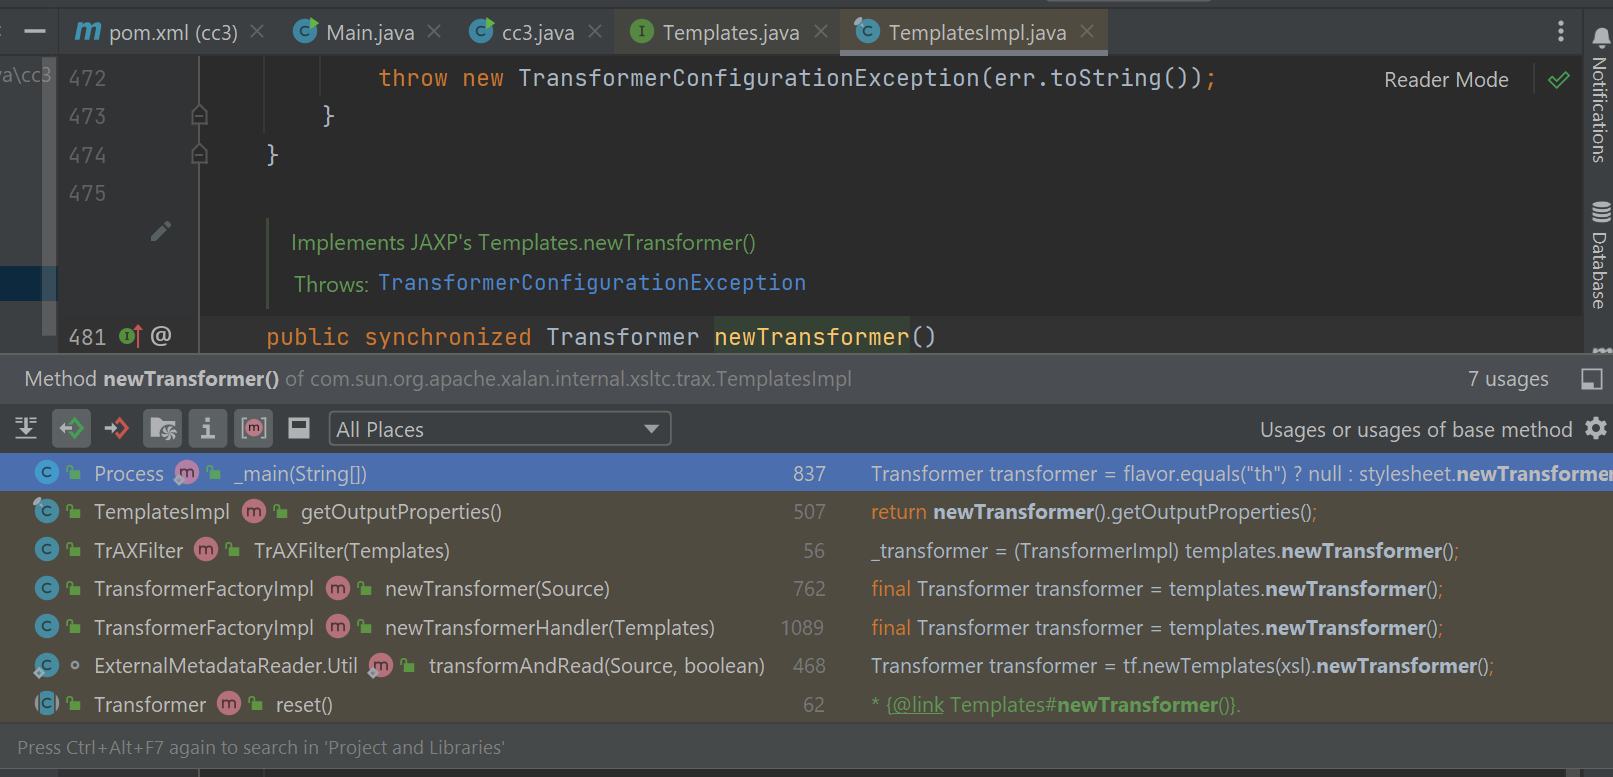 pom.xml (cc3) Main.java cc3.java Templates.java TemplatesImpl.java
va\cc3 472 throw new TransformerConfigurationException(err.toString()); Reader Mode
473 }
474 }
475
Implements JAXP's Templates.newTransformer()
Throws: TransformerConfigurationException
481 @ public synchronized Transformer newTransformer()
Notifications
Database
Method newTransformer() of com.sun.org.apache.xalan.internal.xsltc.trax.TemplatesImpl 7 usages
All Places Usages or usages of base method
Process _main(String[]) 837 Transformer transformer = flavor.equals("th") ? null : stylesheet.newTransformer
TemplatesImpl getOutputProperties() 507 return newTransformer().getOutputProperties();
TrAXFilter TrAXFilter(Templates) 56 _transformer = (TransformerImpl) templates.newTransformer();
TransformerFactoryImpl newTransformer(Source) 762 final Transformer transformer = templates.newTransformer();
TransformerFactoryImpl newTransformerHandler(Templates) 1089 final Transformer transformer = templates.newTransformer();
ExternalMetadataReader.Util transformAndRead(Source, boolean) 468 Transformer transformer = tf.newTemplates(xsl).newTransformer();
Transformer reset() 62 * {@link Templates#newTransformer()}.
Press Ctrl+Alt+F7 again to search in 'Project and Libraries'